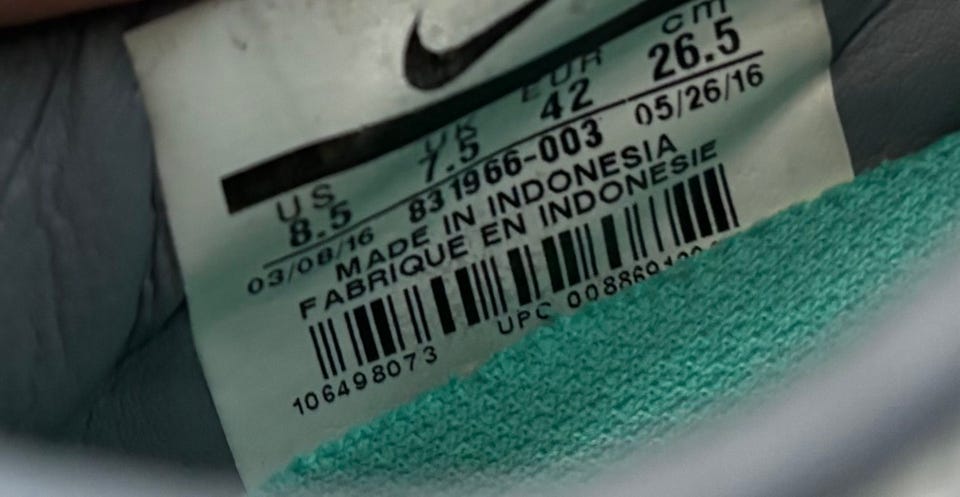 US UK EUR cm
8.5 7.5 42 26.5
03/08/16 831966-003 05/26/16
MADE IN INDONESIA
FABRIQUE EN INDONESIE
106498073 UPC